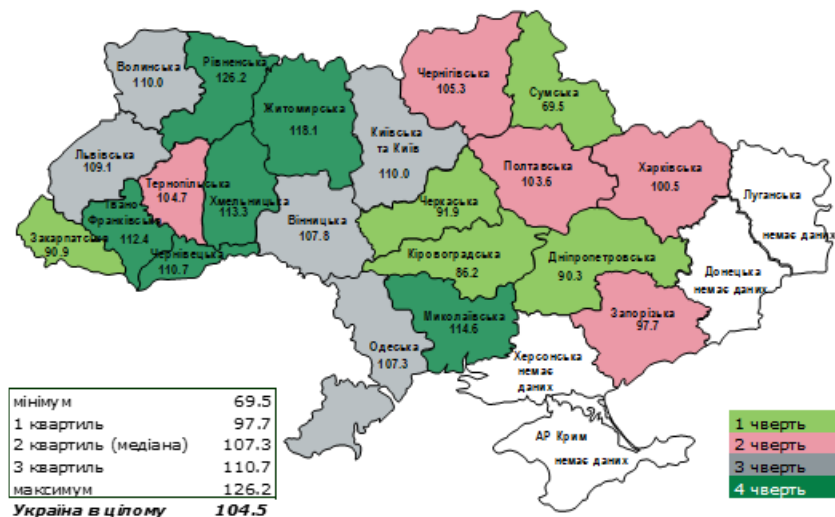 Волинська
110.0
Рівненська
126.2
Житомирська
118.1
Київська
та Київ
110.0
Чернігівська
105.3
Сумська
69.5
Львівська
109.1
Тернопільська
104.7
Хмельницька
113.3
Вінницька
107.8
Черкаська
91.9
Полтавська
103.6
Харківська
100.5
Луганська
немає даних
Закарпатська
90.9
Івано-
Франківська
112.4
Чернівецька
110.7
Кіровоградська
86.2
Дніпропетровська
90.3
Донецька
немає даних
Миколаївська
114.6
Запорізька
97.7
Одеська
107.3
Херсонська
немає
даних
АР Крим
немає даних
мінімум 69.5
1 квартиль 97.7
2 квартиль (медіана) 107.3
3 квартиль 110.7
максимум 126.2
Україна в цілому 104.5
1 чверть
2 чверть
3 чверть
4 чверть